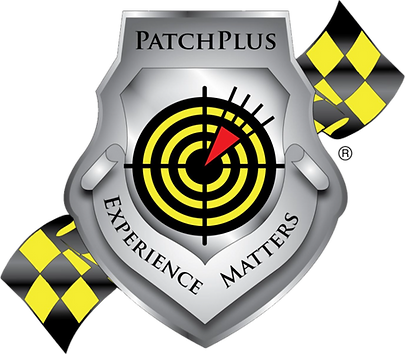 PATCHPLUS
®
EXPERIENCE MATTERS